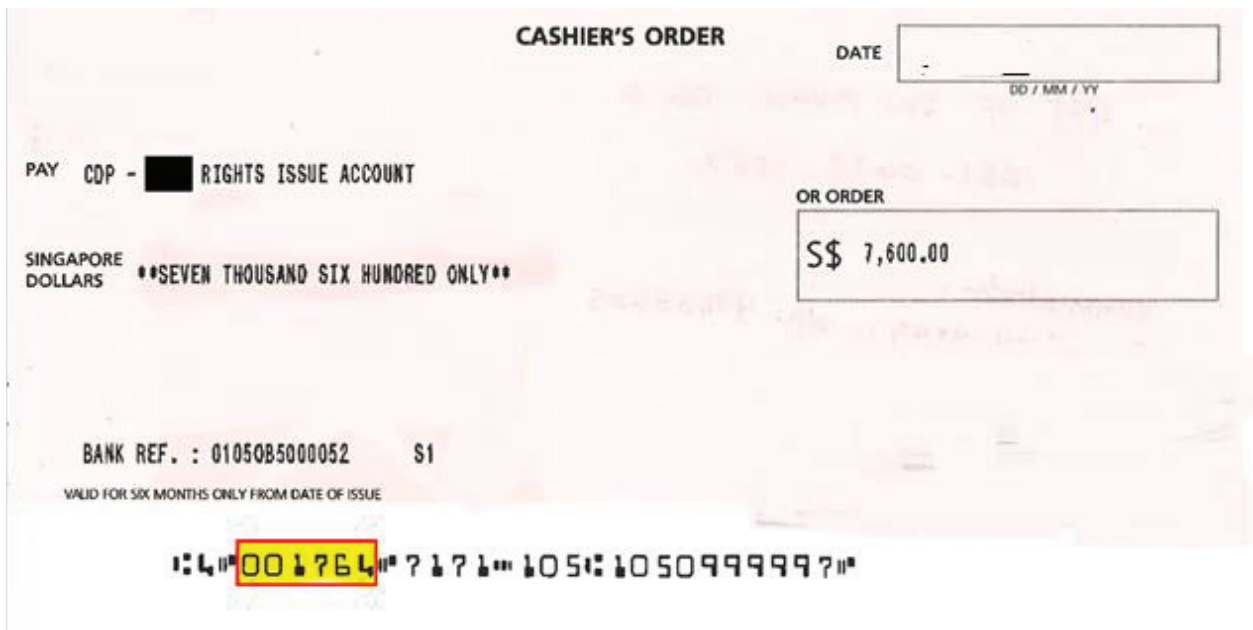 CASHIER'S ORDER
DATE
DD / MM / YY
PAY CDP - RIGHTS ISSUE ACCOUNT
OR ORDER
SINGAPORE DOLLARS **SEVEN THOUSAND SIX HUNDRED ONLY**
S$ 7,600.00
BANK REF. : 01050B5000052 S1
VALID FOR SIX MONTHS ONLY FROM DATE OF ISSUE
⑆4⑈001764⑈7171⑉105⑆1050999997⑈